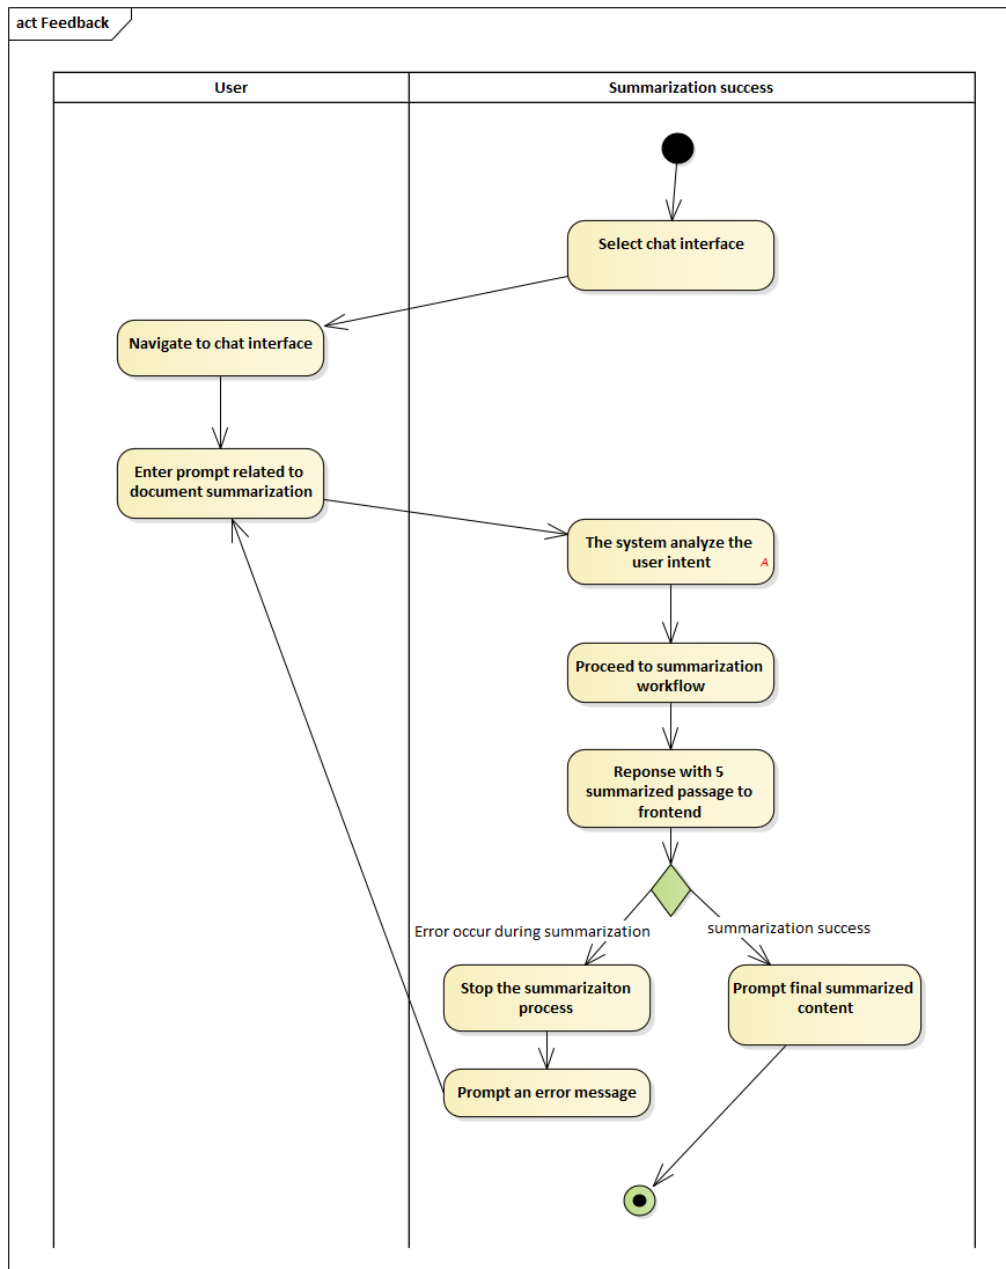 act Feedback
User
Summarization success
Select chat interface
Navigate to chat interface
Enter prompt related to
document summarization
The system analyze the
user intent
A
Proceed to summarization
workflow
Reponse with 5
summarized passage to
frontend
Error occur during summarization
summarization success
Stop the summarizaiton
process
Prompt final summarized
content
Prompt an error message